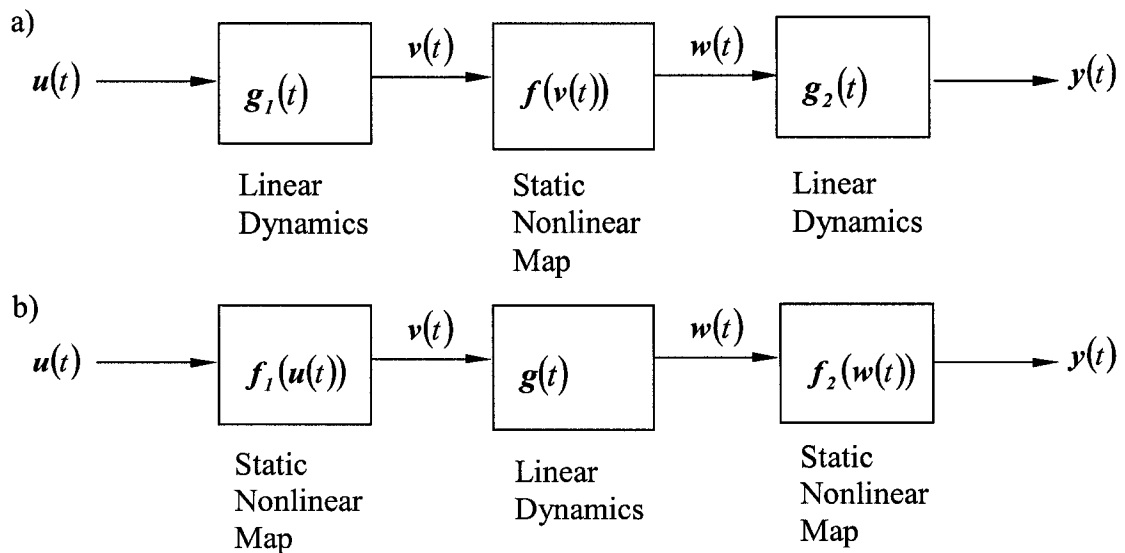 a)
u(t)
g₁(t)
v(t)
f(v(t))
w(t)
g₂(t)
y(t)
Linear
Dynamics
Static
Nonlinear
Map
Linear
Dynamics
b)
u(t)
f₁(u(t))
v(t)
g(t)
w(t)
f₂(w(t))
y(t)
Static
Nonlinear
Map
Linear
Dynamics
Static
Nonlinear
Map